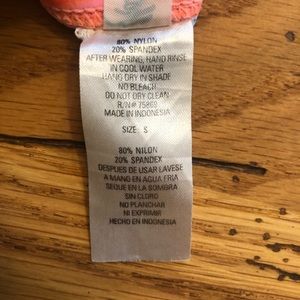 80% NYLON
20% SPANDEX
AFTER WEARING, HAND RINSE
IN COOL WATER
HANG DRY IN SHADE
NO BLEACH
DO NOT DRY CLEAN
R/N# 75869
MADE IN INDONESIA
SIZE: S
80% NILON
20% SPANDEX
DESPUES DE USAR LAVESE
A MANO EN AGUA FRIA
SEQUE EN LA SOMBRA
SIN CLORO
NO PLANCHAR
NI EXPRIMIR
HECHO EN INDONESIA